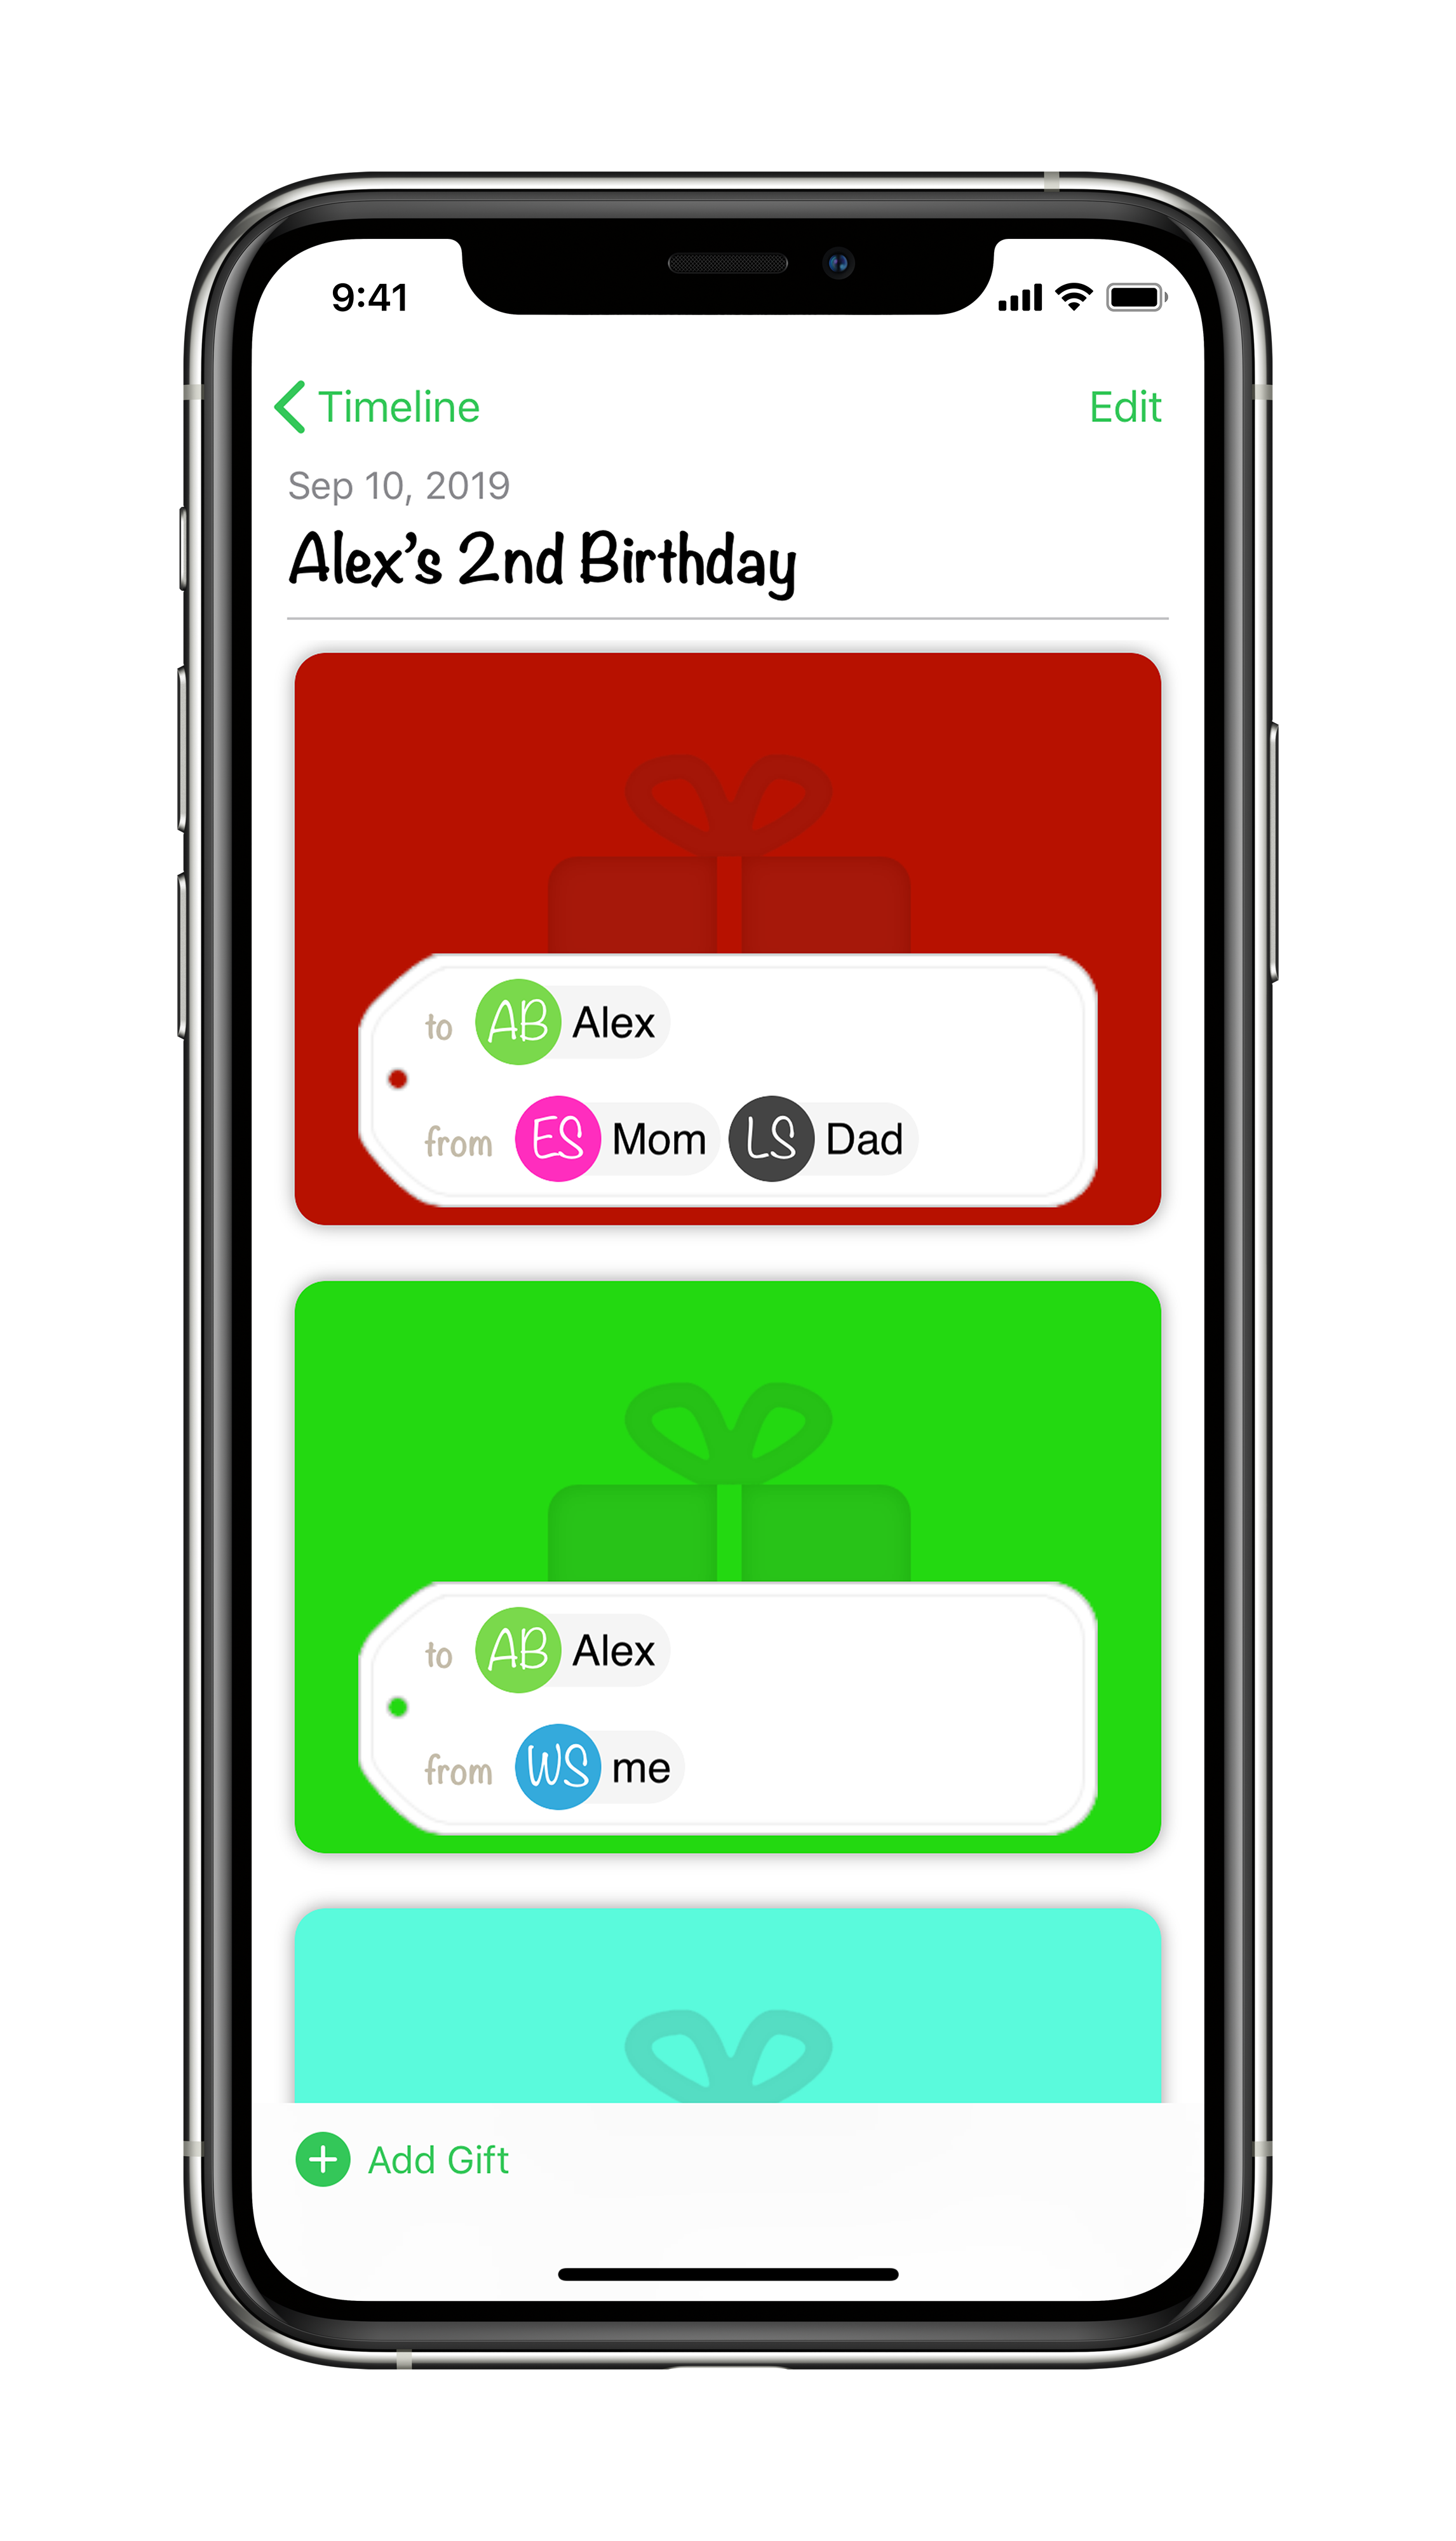 9:41
Timeline Edit
Sep 10, 2019
Alex's 2nd Birthday
to AB Alex
from ES Mom LS Dad
to AB Alex
from WS me
Add Gift